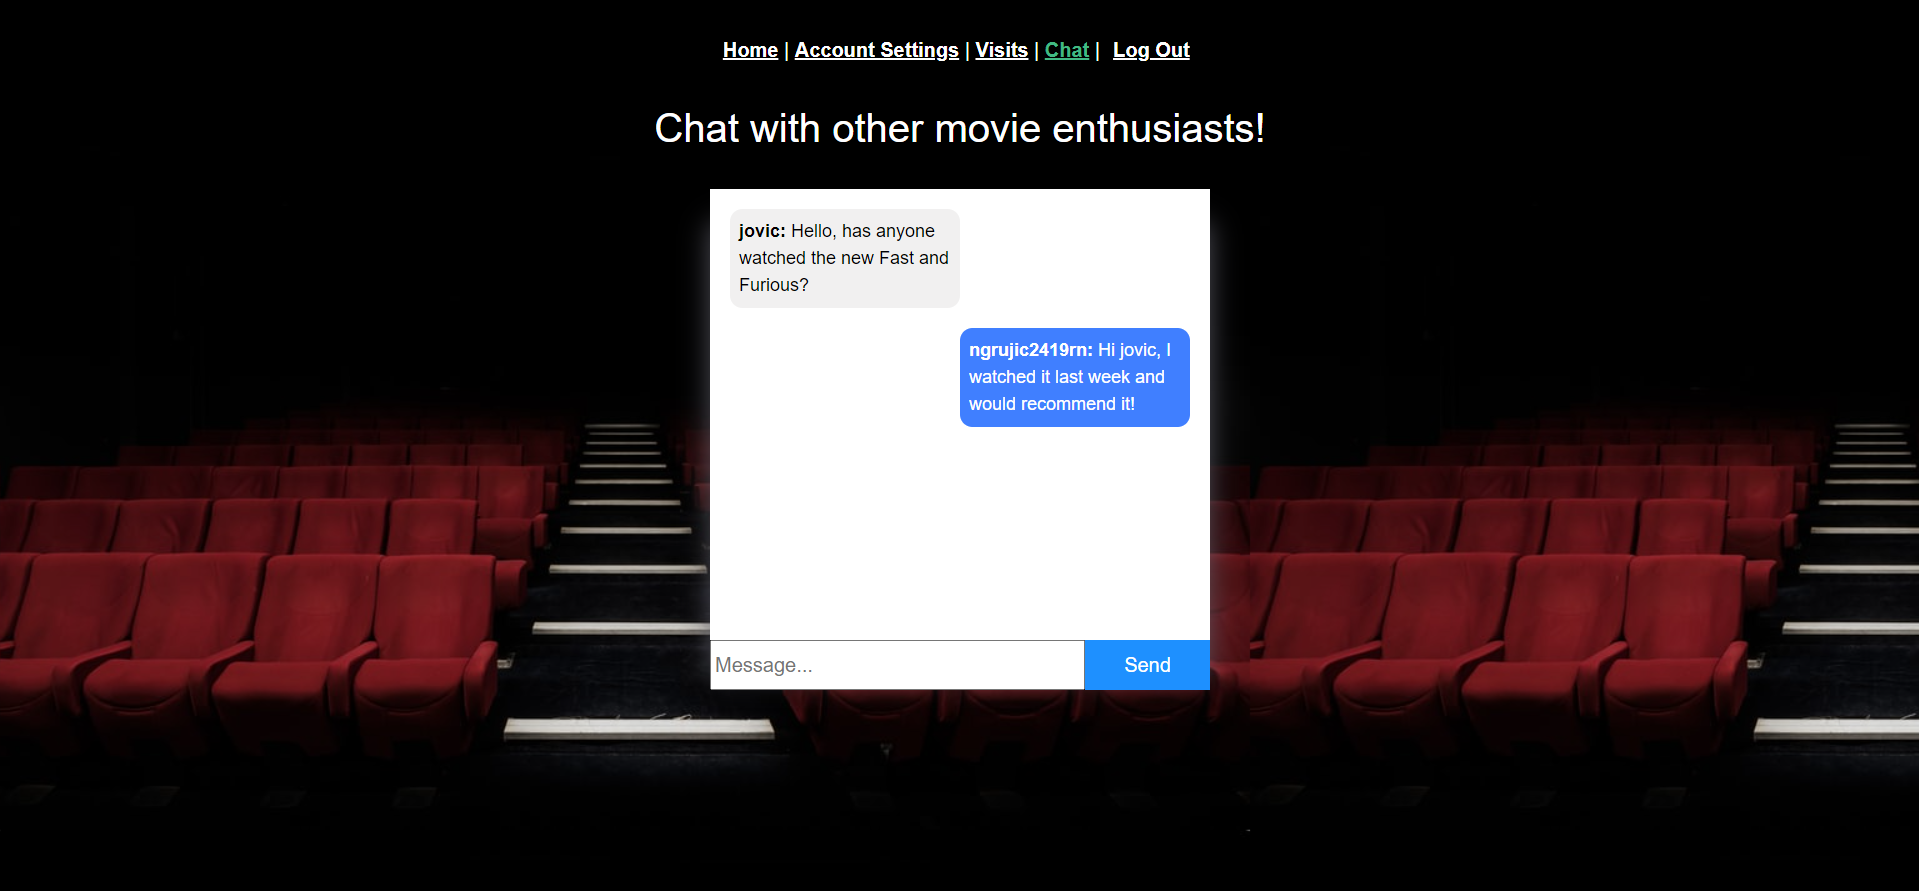 Home | Account Settings | Visits | Chat | Log Out
Chat with other movie enthusiasts!
jovic: Hello, has anyone
watched the new Fast and
Furious?
ngrujic2419rn: Hi jovic, I
watched it last week and
would recommend it!
Message...
Send